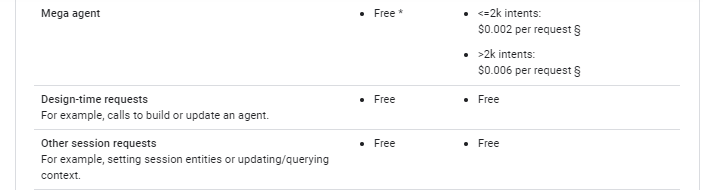 Mega agent
Free *
<=2k intents:
$0.002 per request §
>2k intents:
$0.006 per request §
Design-time requests
For example, calls to build or update an agent.
Free
Free
Other session requests
For example, setting session entities or updating/querying
context.
Free
Free